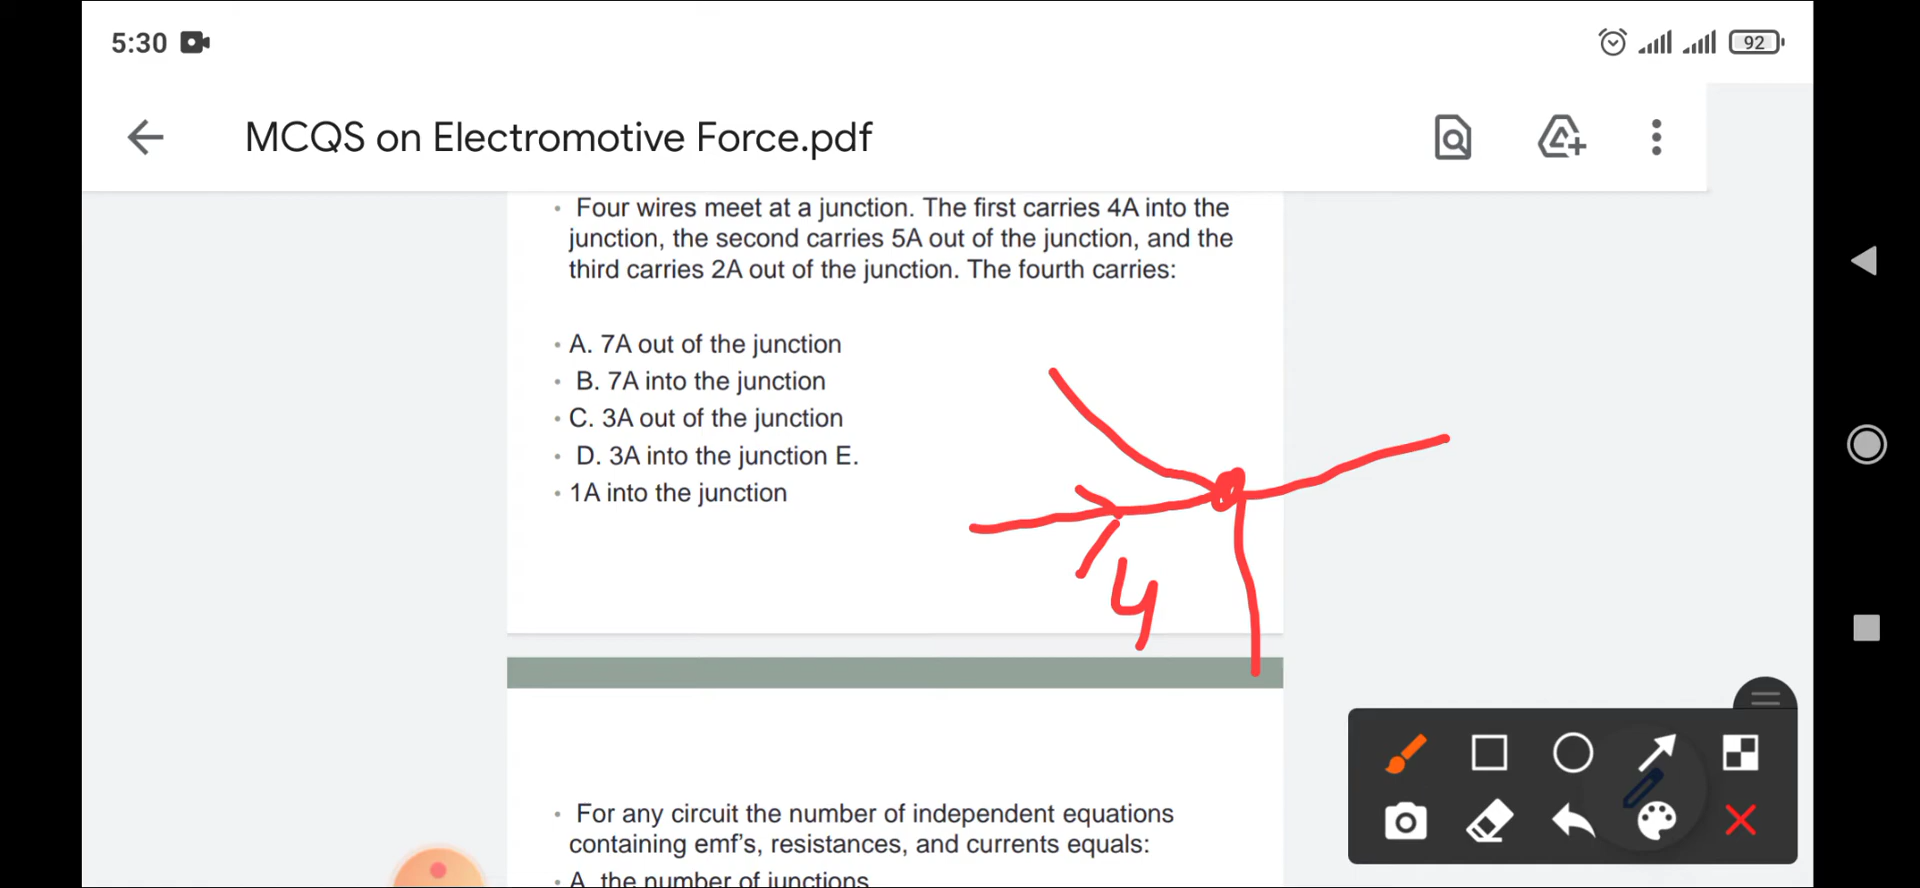 5:30
92
MCQS on Electromotive Force.pdf
• Four wires meet at a junction. The first carries 4A into the
junction, the second carries 5A out of the junction, and the
third carries 2A out of the junction. The fourth carries:
• A. 7A out of the junction
• B. 7A into the junction
• C. 3A out of the junction
• D. 3A into the junction E.
• 1A into the junction
4
• For any circuit the number of independent equations
containing emf's, resistances, and currents equals:
• A. the number of junctions